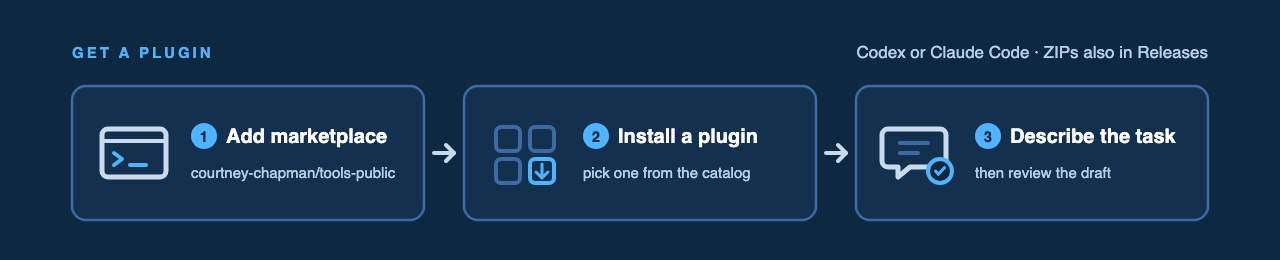 GET A PLUGIN
Codex or Claude Code · ZIPs also in Releases
1 Add marketplace
courtney-chapman/tools-public
2 Install a plugin
pick one from the catalog
3 Describe the task
then review the draft